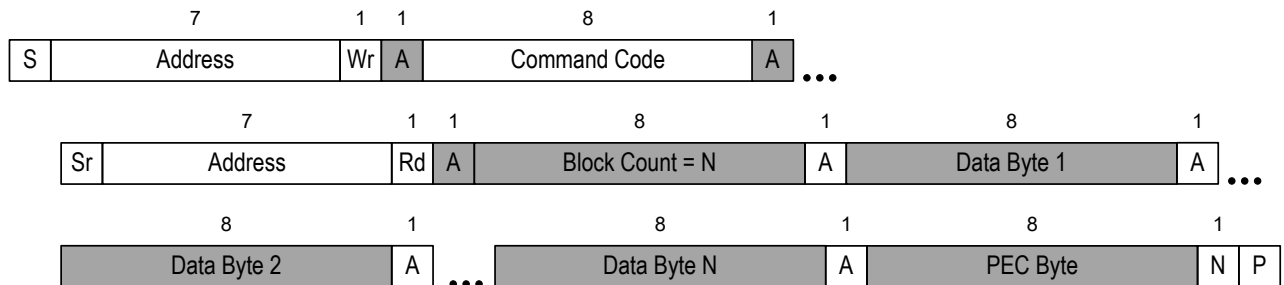 7 1 1 8 1
S Address Wr A Command Code A ...
7 1 1 8 1 8 1
Sr Address Rd A Block Count = N A Data Byte 1 A ...
8 1 8 1 8 1
Data Byte 2 A ... Data Byte N A PEC Byte N P